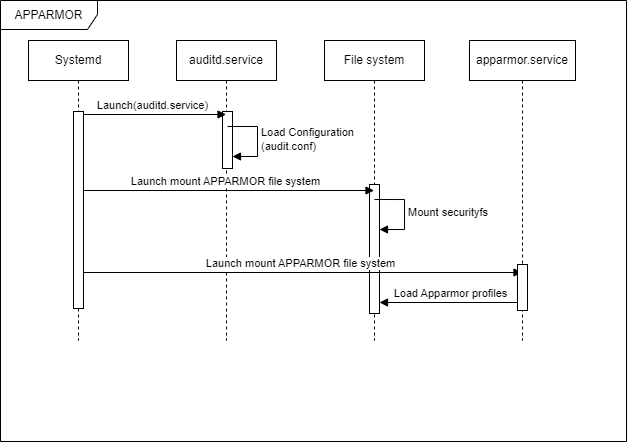 APPARMOR
Systemd
auditd.service
File system
apparmor.service
Launch(auditd.service)
Load Configuration
(audit.conf)
Launch mount APPARMOR file system
Mount securityfs
Launch mount APPARMOR file system
Load Apparmor profiles